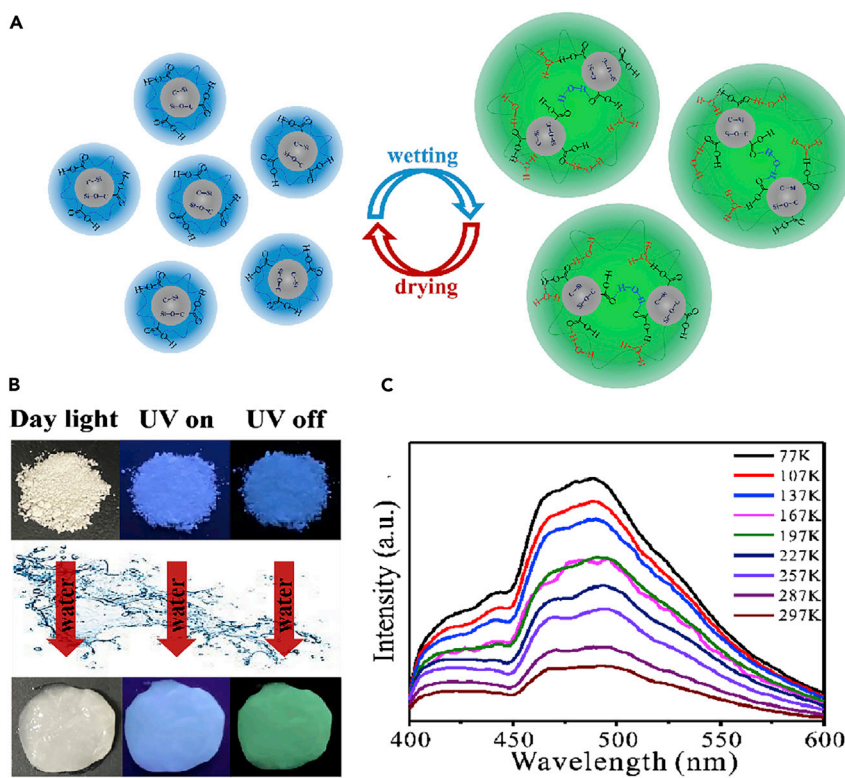 A
wetting
drying
B
Day light UV on UV off
water water water
C
Intensity (a.u.)
77K
107K
137K
167K
197K
227K
257K
287K
297K
400 450 500 550 600
Wavelength (nm)